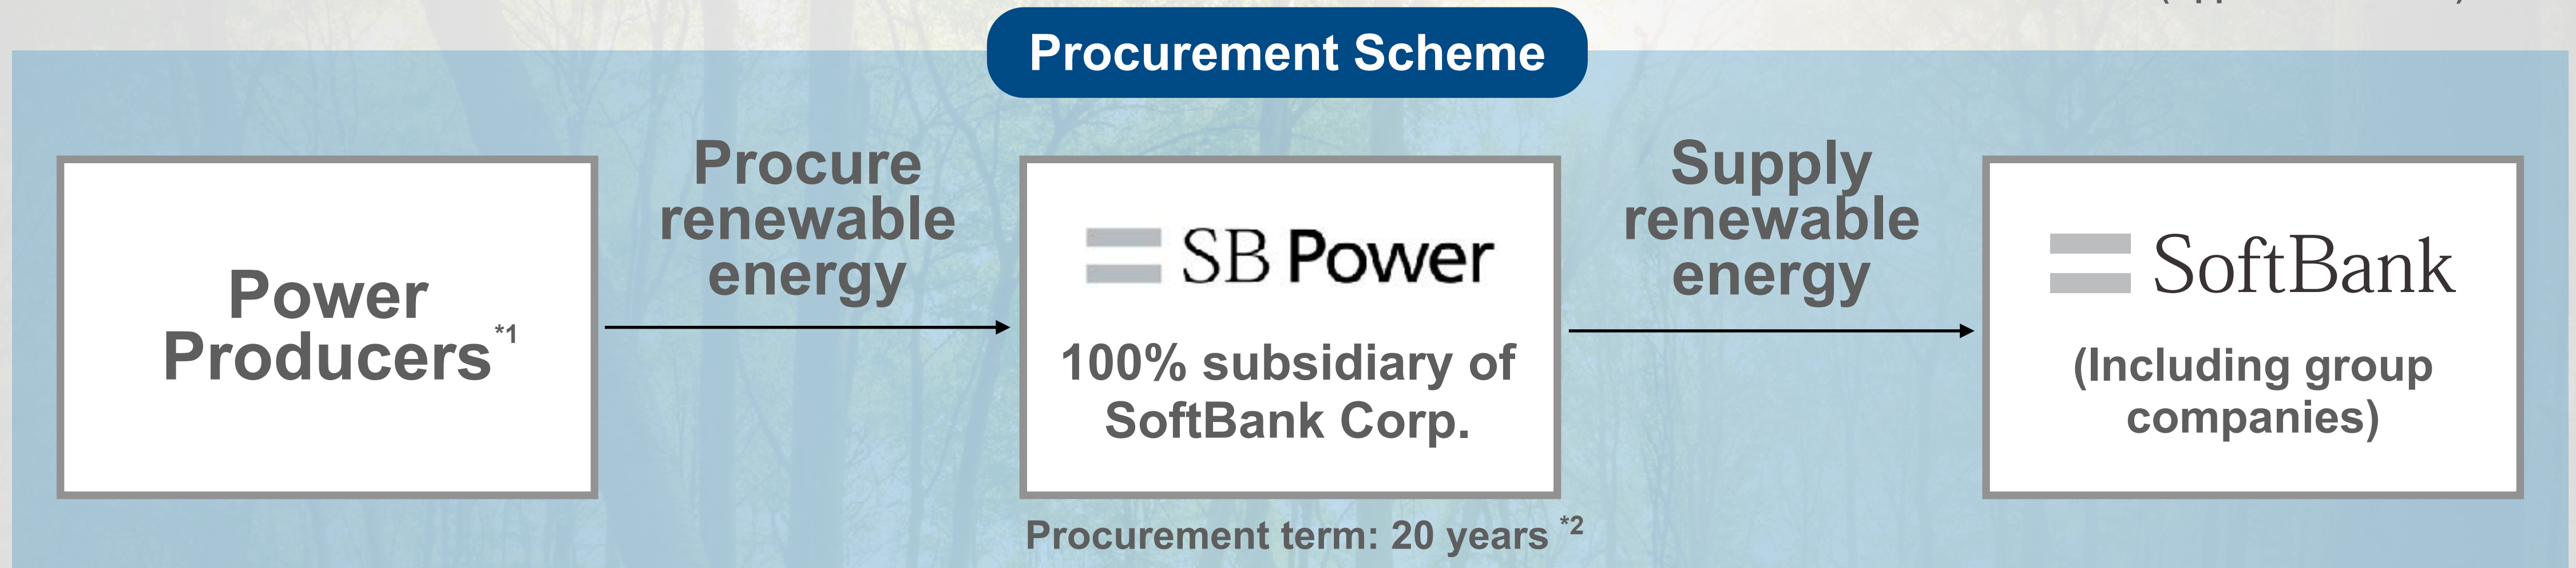 Procurement Scheme
Power
Producers*1
Procure
renewable
energy
SB Power
100% subsidiary of
SoftBank Corp.
Procurement term: 20 years *2
Supply
renewable
energy
SoftBank
(Including group
companies)